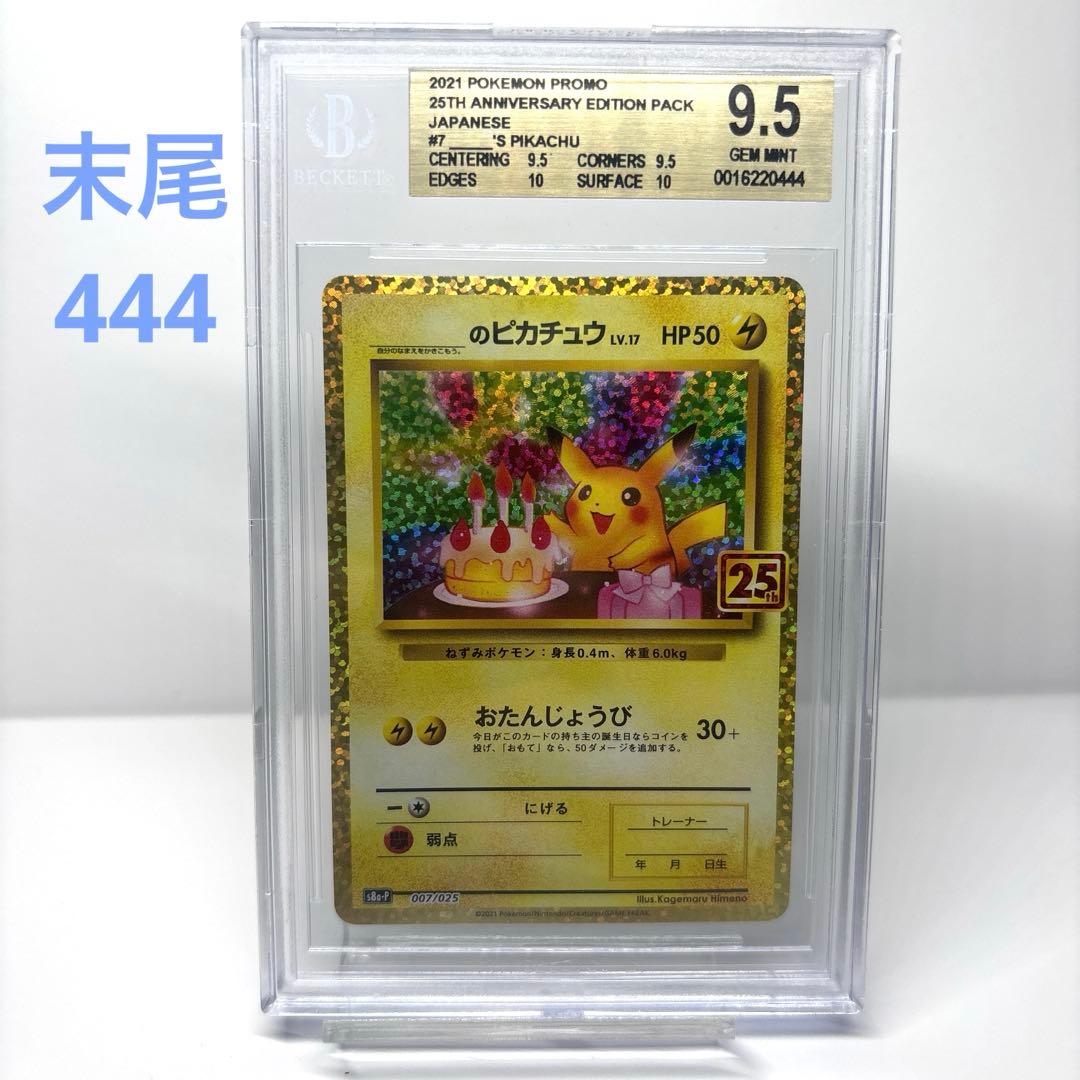 末尾
444
B
BECKETT®
2021 POKEMON PROMO
25TH ANNIVERSARY EDITION PACK
JAPANESE
#7 _____'S PIKACHU
CENTERING 9.5 CORNERS 9.5
EDGES 10 SURFACE 10
9.5
GEM MINT
0016220444
のピカチュウ LV.17 HP50
自分のなまえをかきこもう。
25th
ねずみポケモン：身長0.4m、体重6.0kg
おたんじょうび 30+
今日がこのカードの持ち主の誕生日ならコインを
投げ、「おもて」なら、50ダメージを追加する。
にげる
弱点
トレーナー
年 月 日生
s8a-P 007/025
Illus.Kagemaru Himeno
©2021 Pokémon/Nintendo/Creatures/GAME FREAK